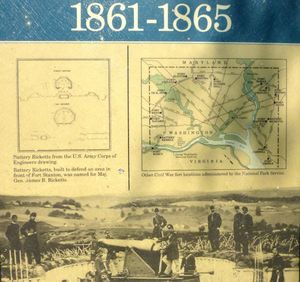 1861-1865
Battery Ricketts from the U.S. Army Corps of
Engineers drawing.
Battery Ricketts, built to defend an area in
front of Fort Stanton, was named for Maj.
Gen. James B. Ricketts.
MARYLAND
WASHINGTON
VIRGINIA
Other Civil War fort locations administered by the National Park Service.